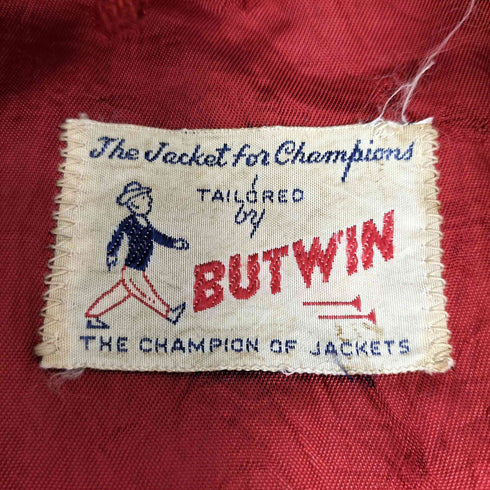 The Jacket for Champions
TAILORED
by
BUTWIN
THE CHAMPION OF JACKETS